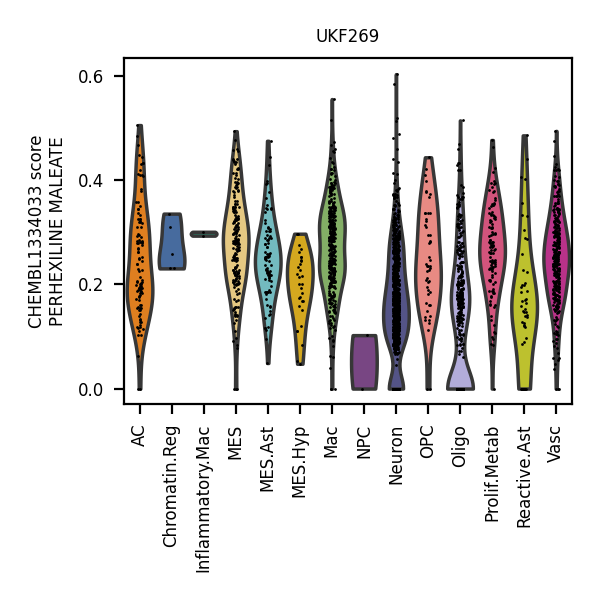 UKF269
CHEMBL1334033 score
PERHEXILINE MALEATE
0.6
0.4
0.2
0.0
AC
Chromatin.Reg
Inflammatory.Mac
MES
MES.Ast
MES.Hyp
Mac
NPC
Neuron
OPC
Oligo
Prolif.Metab
Reactive.Ast
Vasc